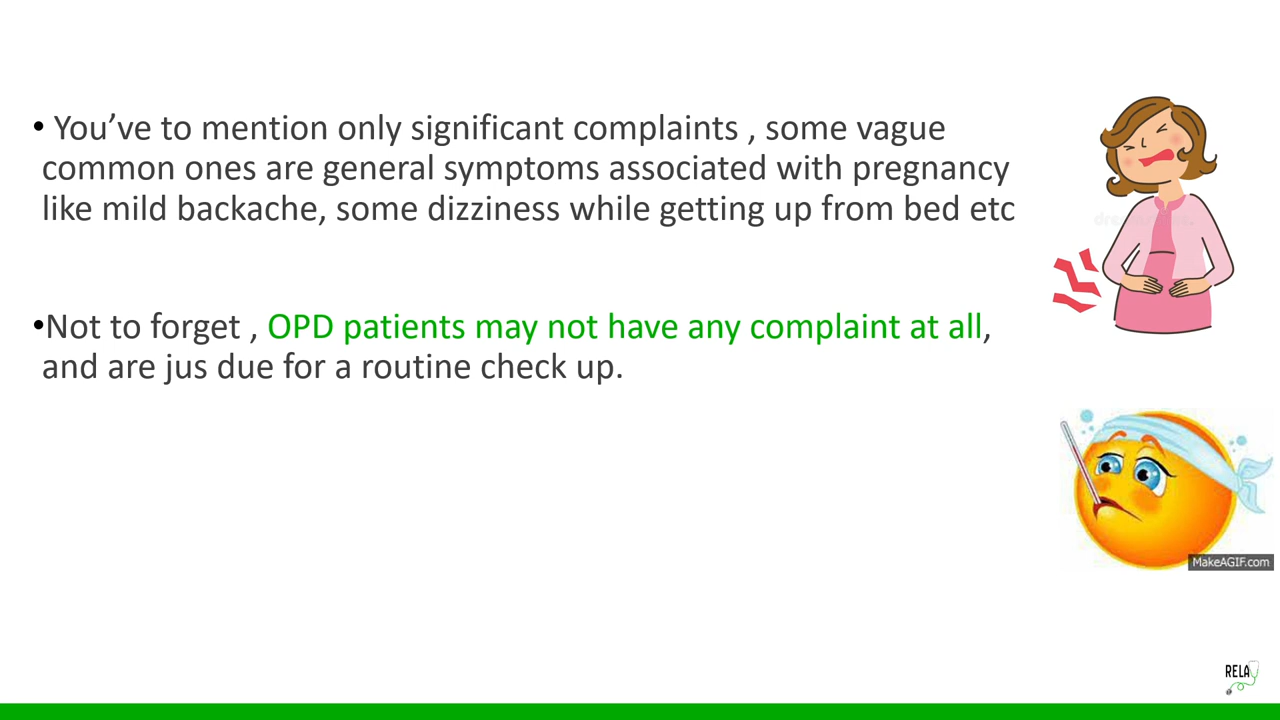 • You’ve to mention only significant complaints , some vague
common ones are general symptoms associated with pregnancy
like mild backache, some dizziness while getting up from bed etc
•Not to forget , OPD patients may not have any complaint at all,
and are jus due for a routine check up.
MakeAGIF.com
RELAY